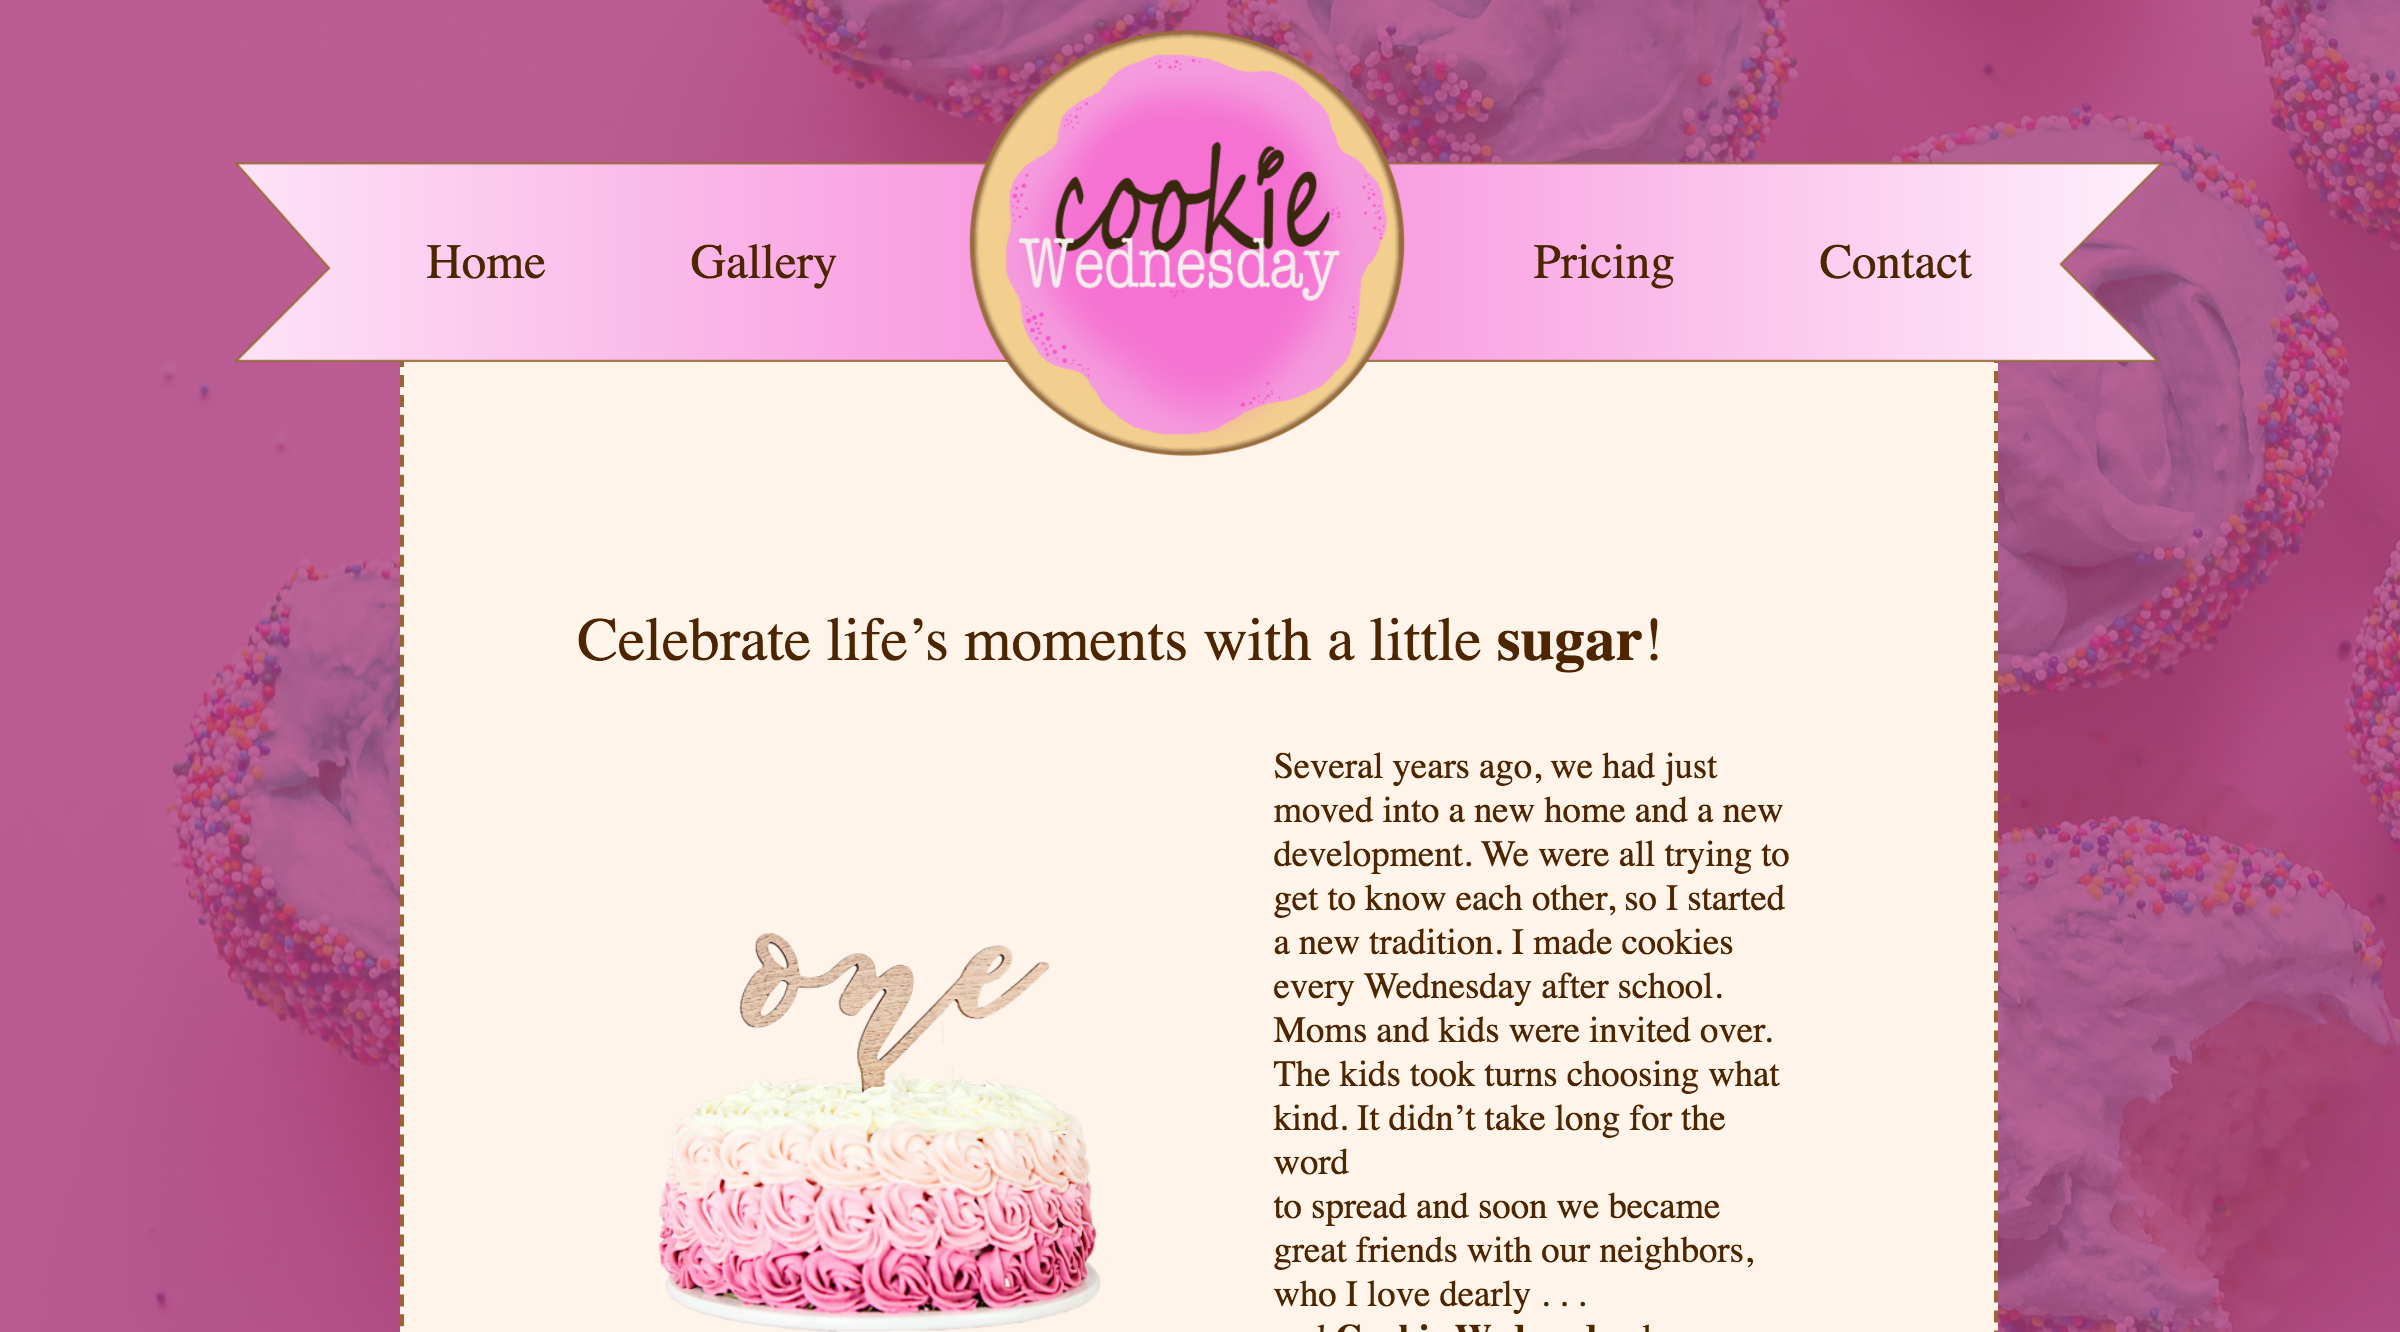 Home
Gallery
cookie
Wednesday
Pricing
Contact
Celebrate life’s moments with a little sugar!
one
Several years ago, we had just
moved into a new home and a new
development. We were all trying to
get to know each other, so I started
a new tradition. I made cookies
every Wednesday after school.
Moms and kids were invited over.
The kids took turns choosing what
kind. It didn’t take long for the
word
to spread and soon we became
great friends with our neighbors,
who I love dearly . . .